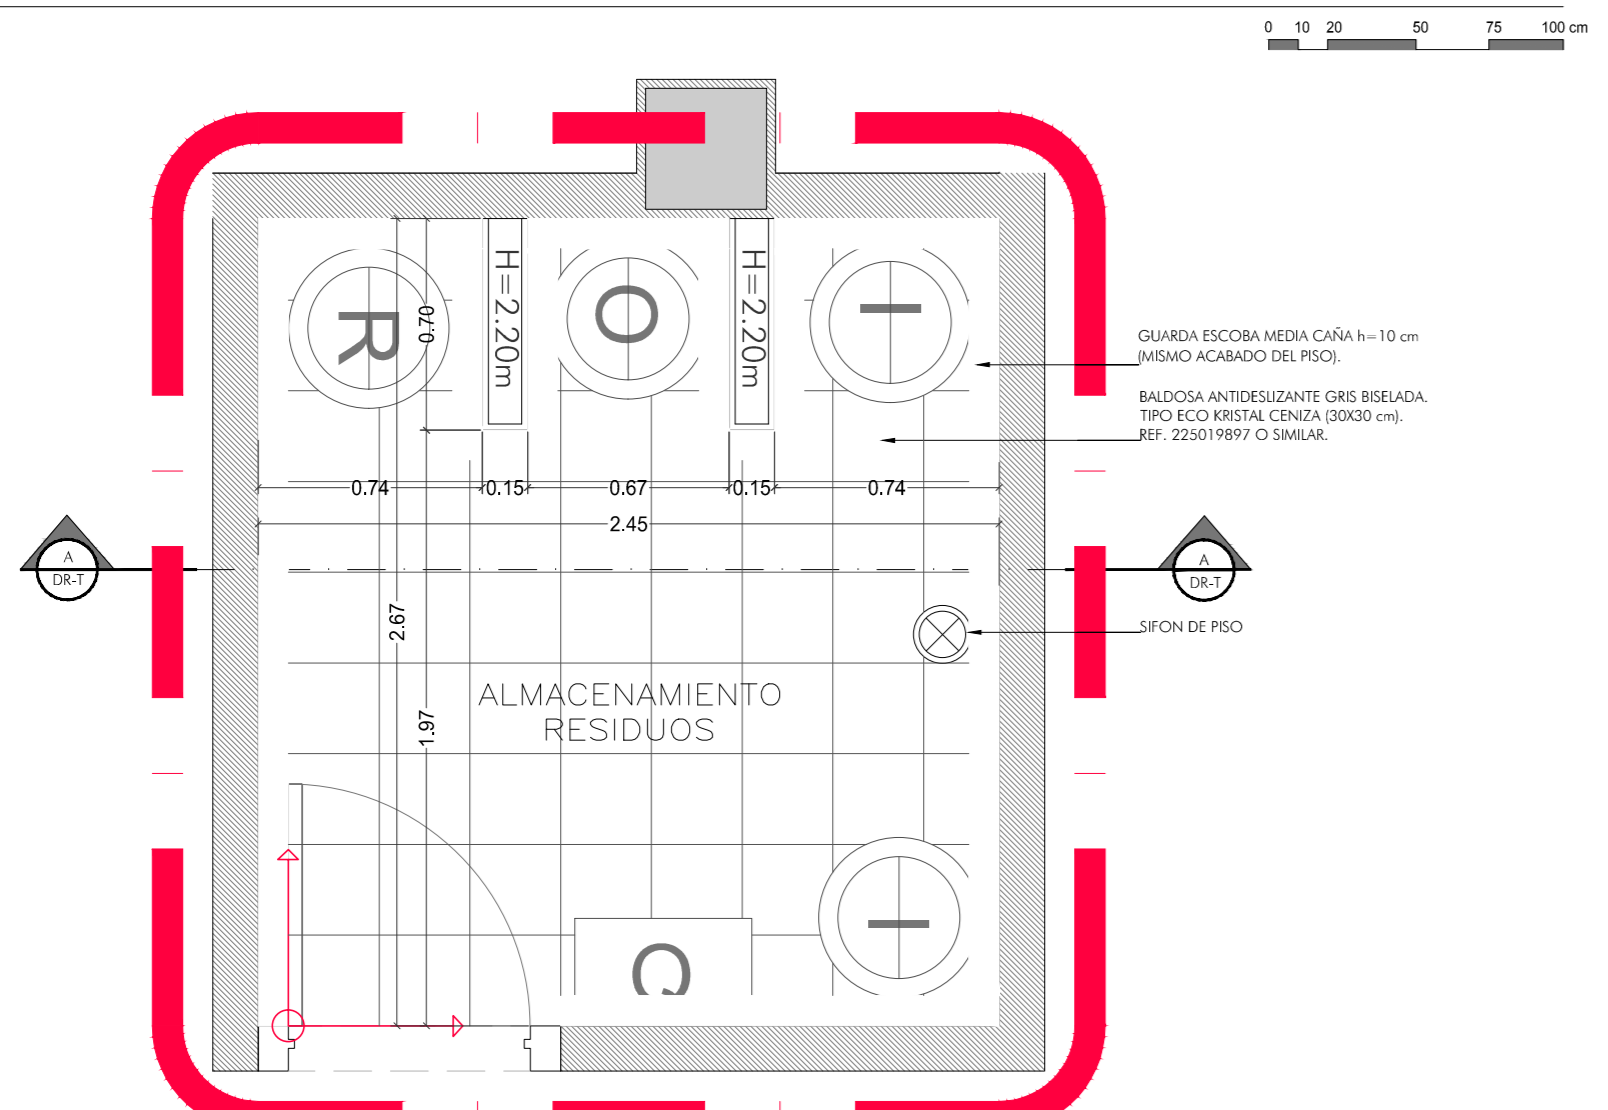 0 10 20 50 75 100 cm
H=2.20m
H=2.20m
R
O
I
0.70
GUARDA ESCOBA MEDIA CAÑA h=10 cm
(MISMO ACABADO DEL PISO).
BALDOSA ANTIDESLIZANTE GRIS BISELADA.
TIPO ECO KRISTAL CENIZA (30X30 cm).
REF. 225019897 O SIMILAR.
0.74 0.15 0.67 0.15 0.74
2.45
A
DR-T
A
DR-T
2.67
SIFON DE PISO
1.97
ALMACENAMIENTO
RESIDUOS
I